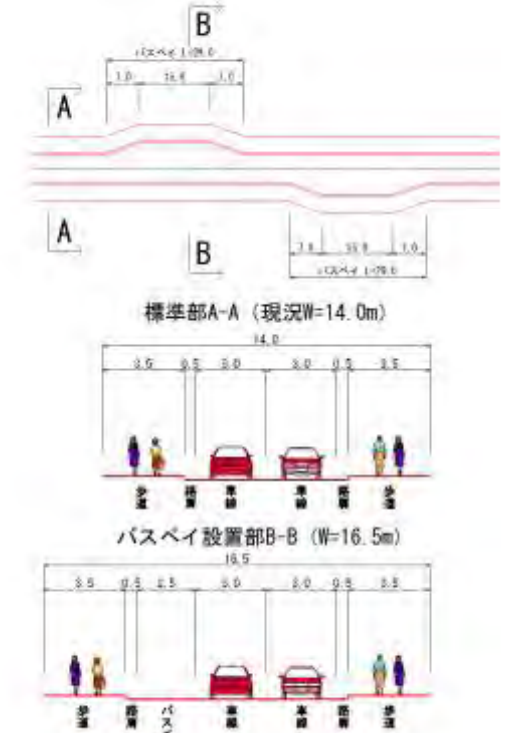 B
バスベイ L=29.0
7.0 15.0 7.0
A
A
B
7.0 15.0 7.0
バスベイ L=29.0
標準部A-A (現況W=14.0m)
14.0
3.5 0.5 3.0 3.0 0.5 3.5
歩道 路肩 車線 車線 路肩 歩道
バスベイ設置部B-B (W=16.5m)
16.5
3.5 0.5 2.5 3.0 3.0 0.5 3.5
歩道 路肩 バス 車線 車線 路肩 歩道